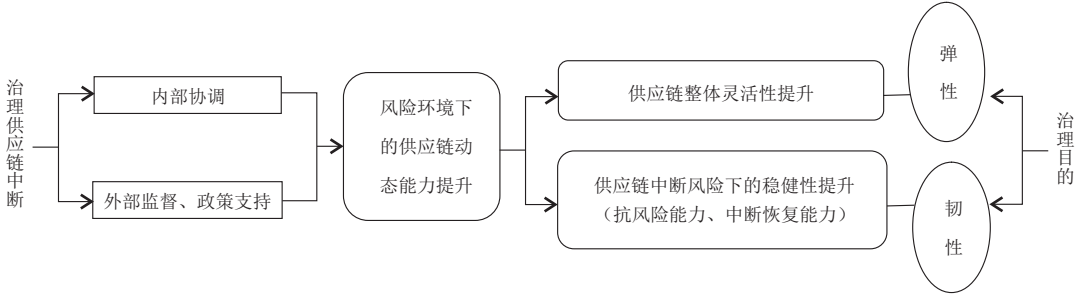 治理供应链中断
内部协调
外部监督、政策支持
风险环境下
的供应链动
态能力提升
供应链整体灵活性提升
供应链中断风险下的稳健性提升
（抗风险能力、中断恢复能力）
弹性
韧性
治理目的